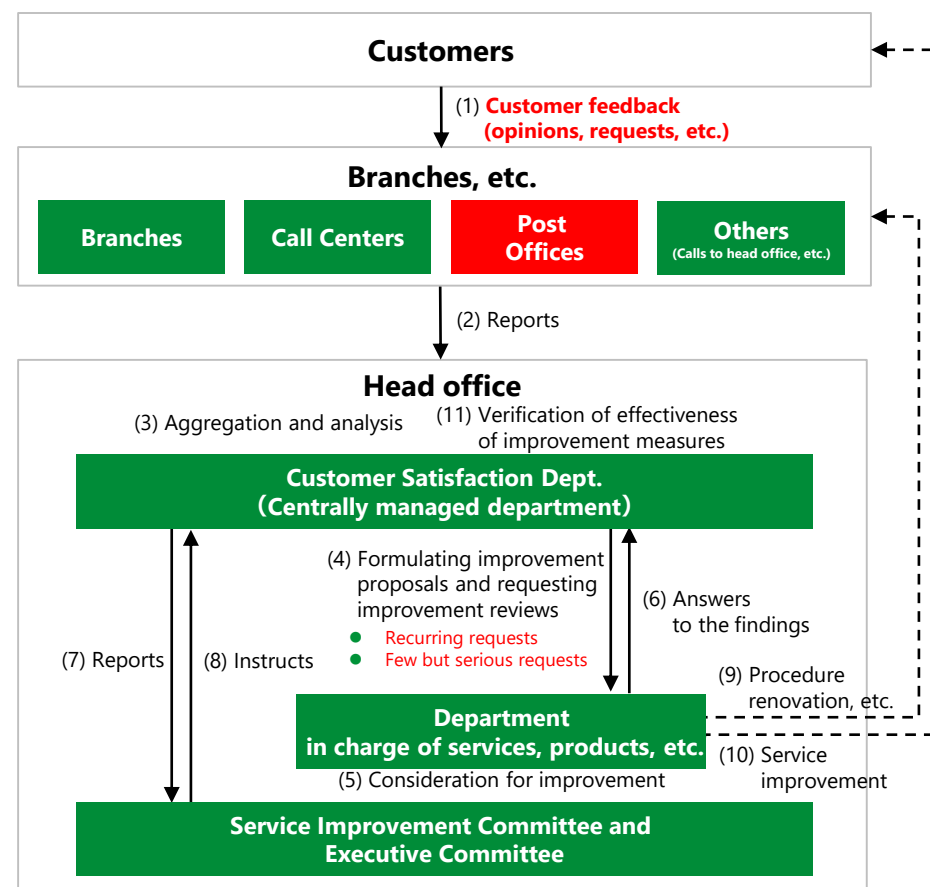 Customers
(1) Customer feedback
(opinions, requests, etc.)
Branches, etc.
Branches
Call Centers
Post
Offices
Others
(Calls to head office, etc.)
(2) Reports
Head office
(3) Aggregation and analysis
(11) Verification of effectiveness
of improvement measures
Customer Satisfaction Dept.
(Centrally managed department)
(4) Formulating improvement
proposals and requesting
improvement reviews
● Recurring requests
● Few but serious requests
(6) Answers
to the findings
(7) Reports
(8) Instructs
(9) Procedure
renovation, etc.
Department
in charge of services, products, etc.
(10) Service
improvement
(5) Consideration for improvement
Service Improvement Committee and
Executive Committee